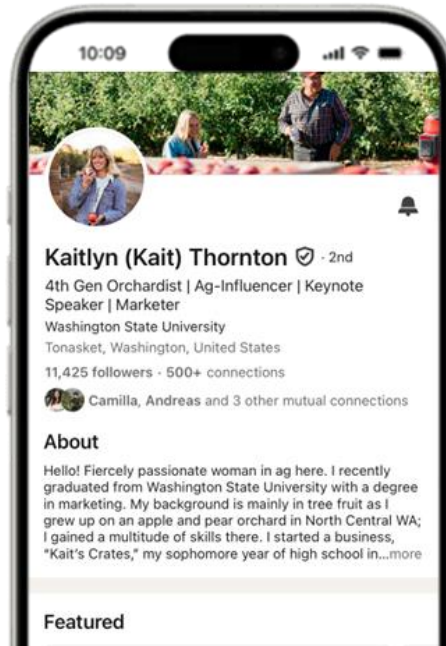 10:09
Kaitlyn (Kait) Thornton · 2nd
4th Gen Orchardist | Ag-Influencer | Keynote
Speaker | Marketer
Washington State University
Tonasket, Washington, United States
11,425 followers · 500+ connections
Camilla, Andreas and 3 other mutual connections
About
Hello! Fiercely passionate woman in ag here. I recently
graduated from Washington State University with a degree
in marketing. My background is mainly in tree fruit as I
grew up on an apple and pear orchard in North Central WA;
I gained a multitude of skills there. I started a business,
“Kait’s Crates,” my sophomore year of high school in...more
Featured